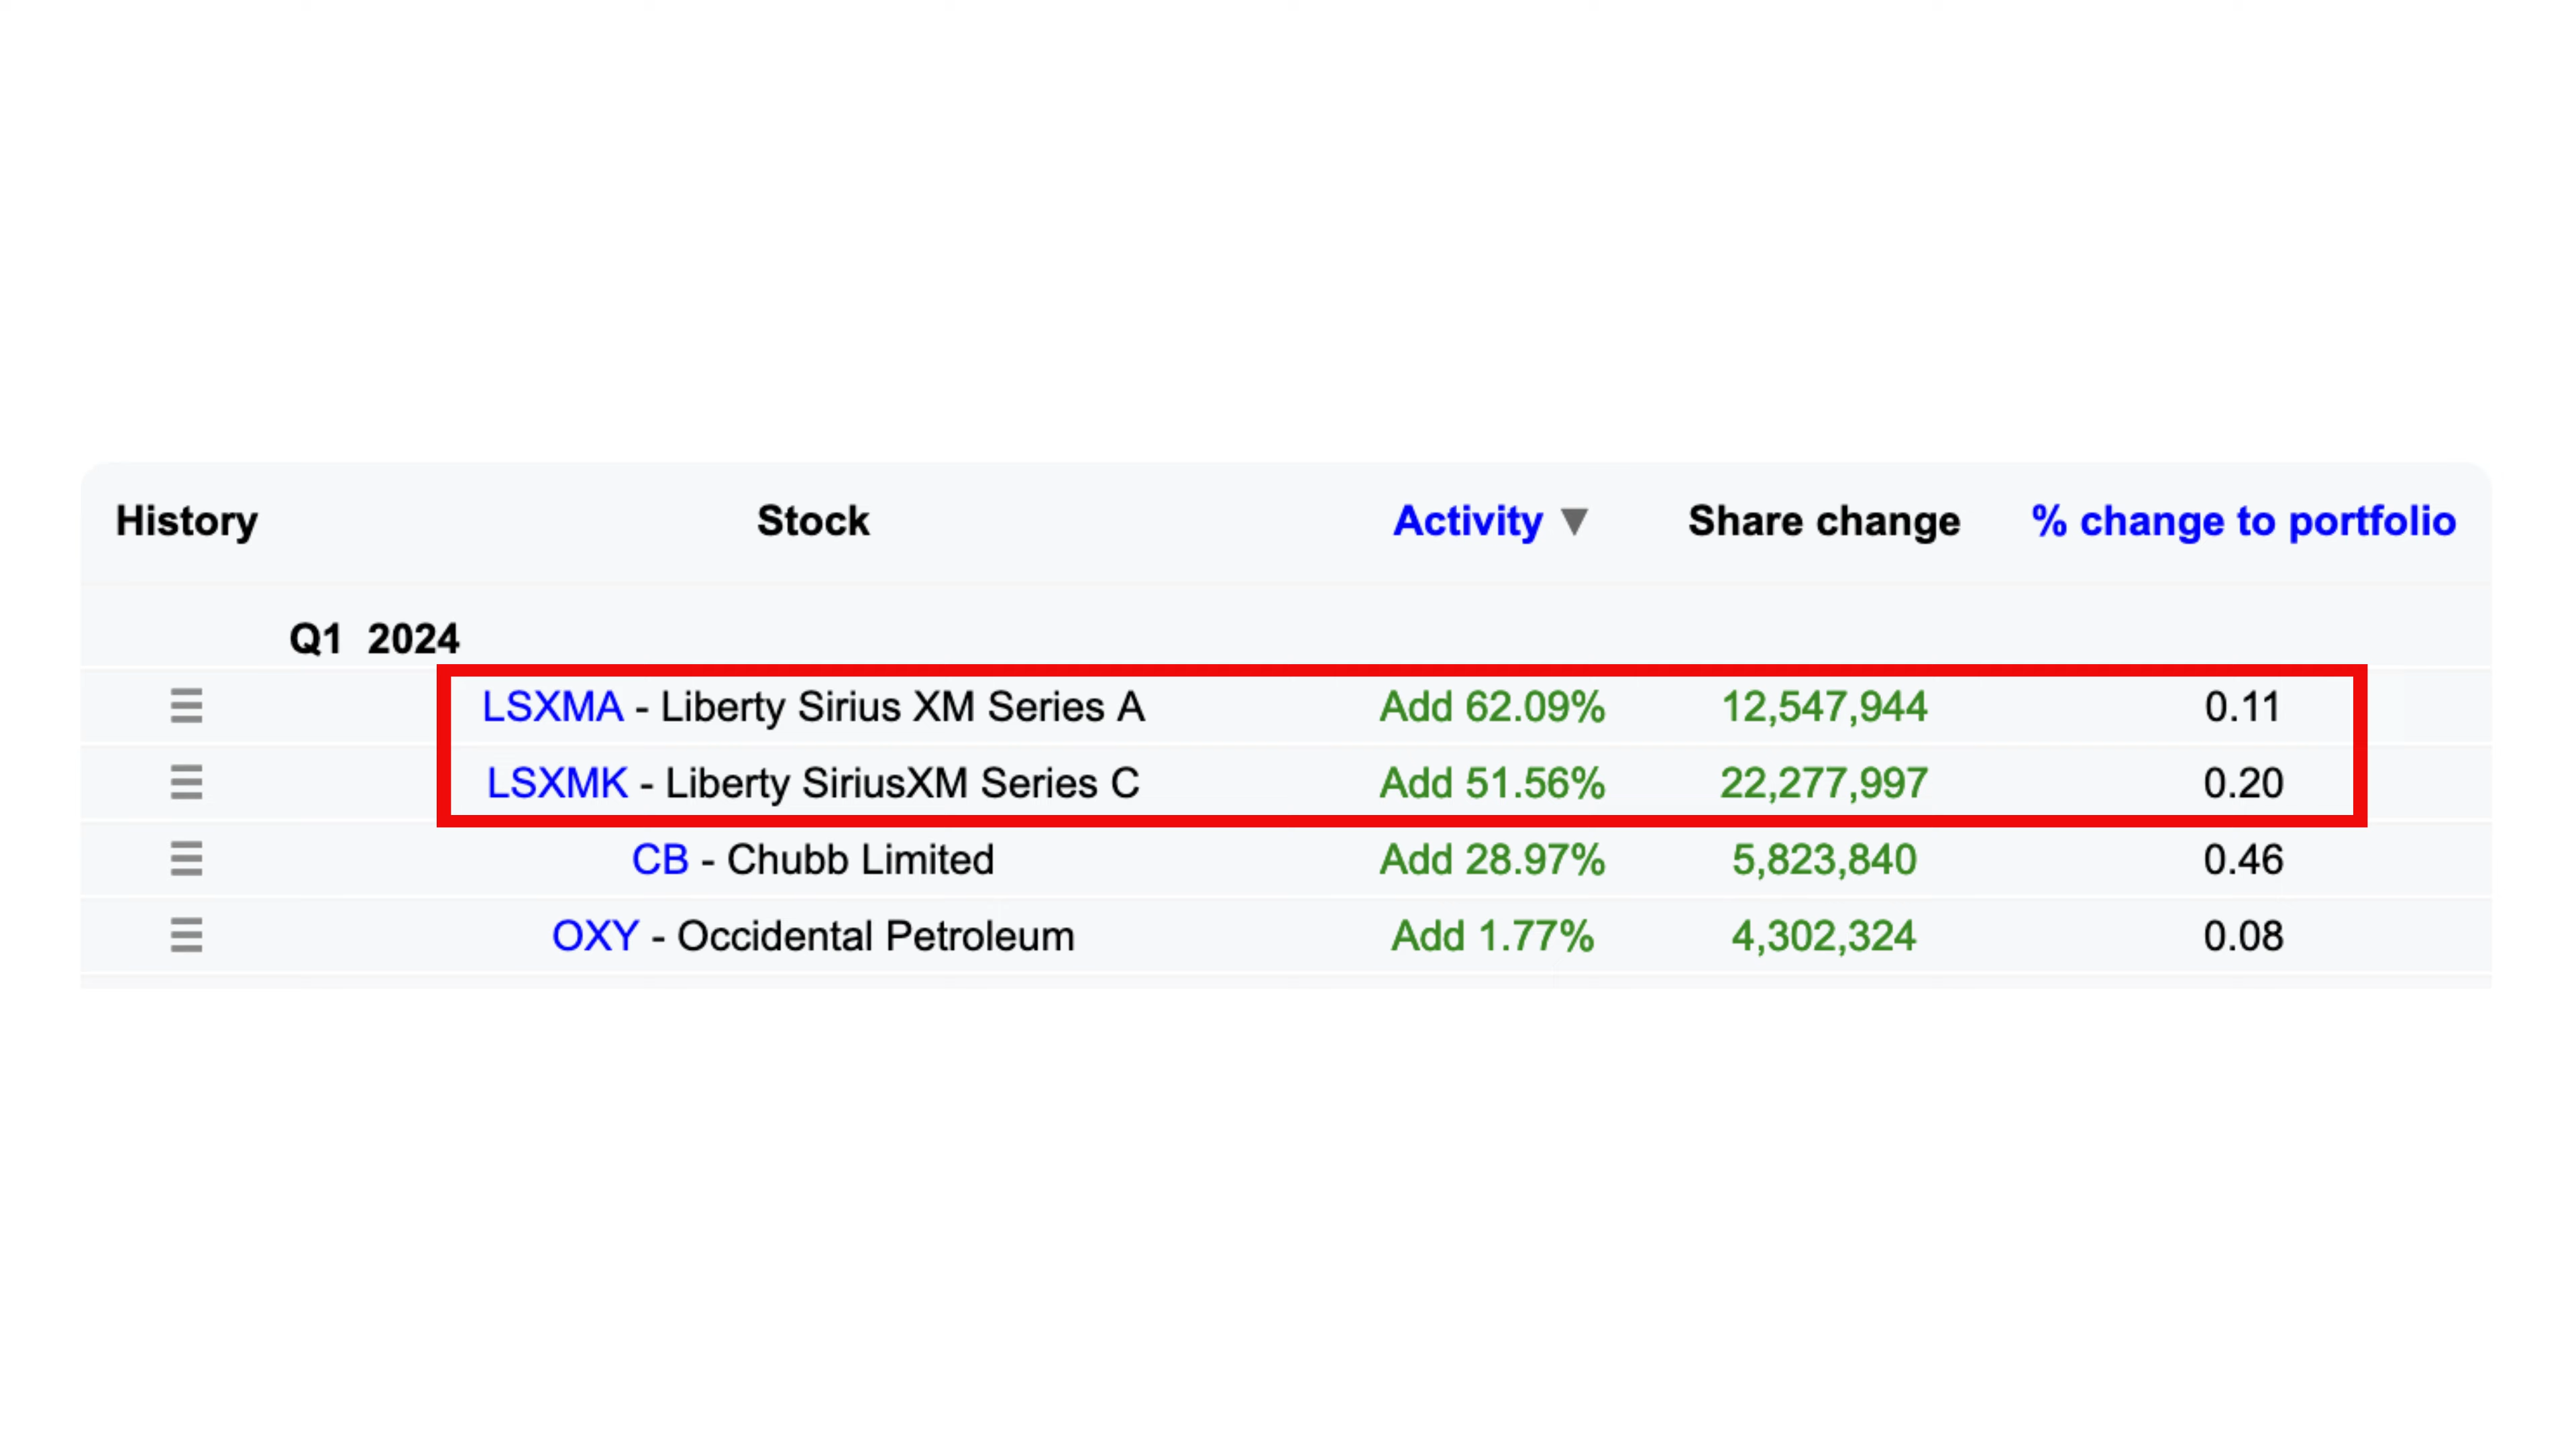 History Stock Activity ▼ Share change % change to portfolio
Q1 2024
LSXMA - Liberty Sirius XM Series A Add 62.09% 12,547,944 0.11
LSXMK - Liberty SiriusXM Series C Add 51.56% 22,277,997 0.20
CB - Chubb Limited Add 28.97% 5,823,840 0.46
OXY - Occidental Petroleum Add 1.77% 4,302,324 0.08